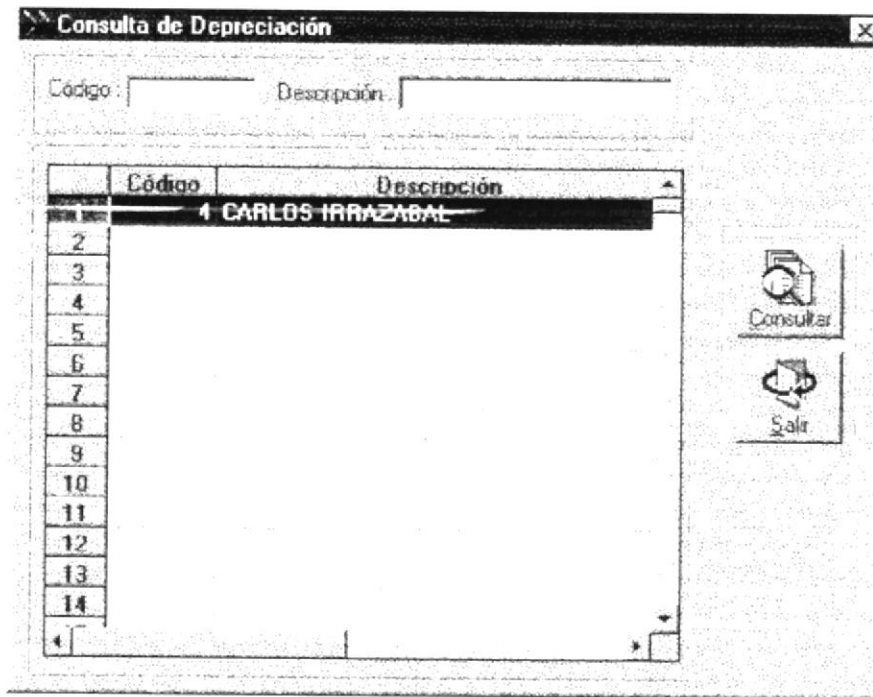 Consulta de Depreciación
Código : Descripción :
Código Descripción
1 4 CARLOS IRRAZABAL
2
3
4
5
6
7
8
9
10
11
12
13
14
Consultar
Salir